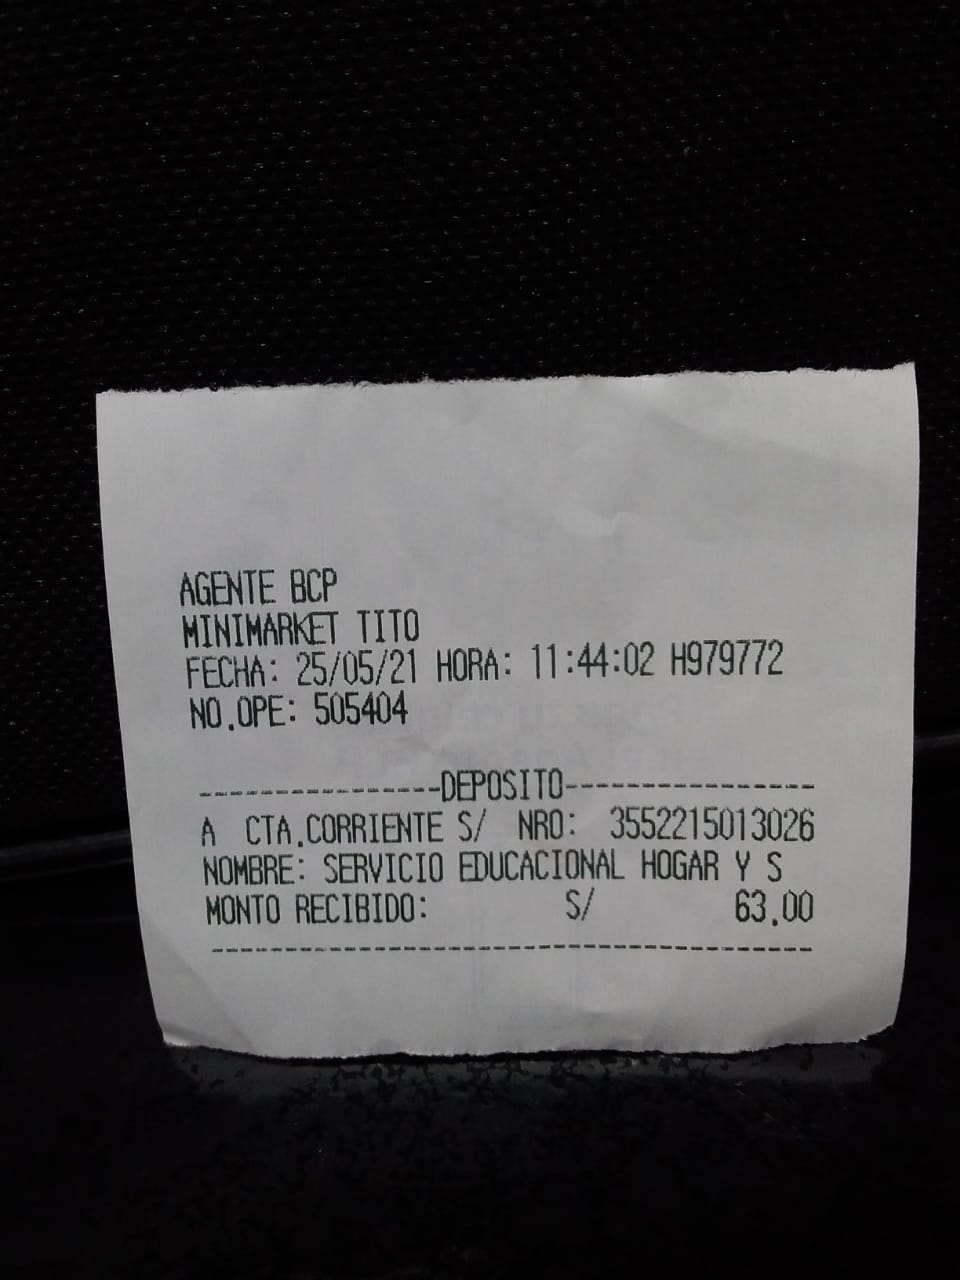 AGENTE BCP
MINIMARKET TITO
FECHA: 25/05/21 HORA: 11:44:02 H979772
NO.OPE: 505404
----------------DEPOSITO----------------
A CTA.CORRIENTE S/ NRO: 3552215013026
NOMBRE: SERVICIO EDUCACIONAL HOGAR Y S
MONTO RECIBIDO: S/ 63.00
----------------------------------------